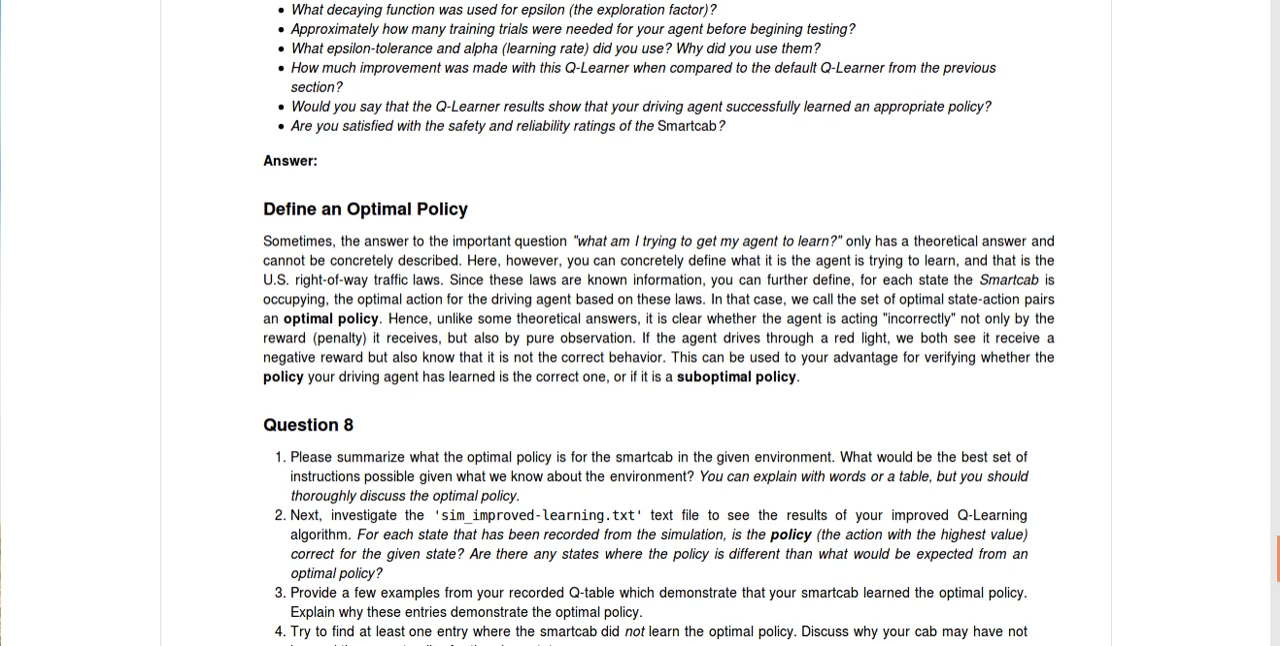 • What decaying function was used for epsilon (the exploration factor)?
• Approximately how many training trials were needed for your agent before begining testing?
• What epsilon-tolerance and alpha (learning rate) did you use? Why did you use them?
• How much improvement was made with this Q-Learner when compared to the default Q-Learner from the previous
section?
• Would you say that the Q-Learner results show that your driving agent successfully learned an appropriate policy?
• Are you satisfied with the safety and reliability ratings of the Smartcab?
Answer:
Define an Optimal Policy
Sometimes, the answer to the important question "what am I trying to get my agent to learn?" only has a theoretical answer and
cannot be concretely described. Here, however, you can concretely define what it is the agent is trying to learn, and that is the
U.S. right-of-way traffic laws. Since these laws are known information, you can further define, for each state the Smartcab is
occupying, the optimal action for the driving agent based on these laws. In that case, we call the set of optimal state-action pairs
an optimal policy. Hence, unlike some theoretical answers, it is clear whether the agent is acting "incorrectly" not only by the
reward (penalty) it receives, but also by pure observation. If the agent drives through a red light, we both see it receive a
negative reward but also know that it is not the correct behavior. This can be used to your advantage for verifying whether the
policy your driving agent has learned is the correct one, or if it is a suboptimal policy.
Question 8
1. Please summarize what the optimal policy is for the smartcab in the given environment. What would be the best set of
instructions possible given what we know about the environment? You can explain with words or a table, but you should
thoroughly discuss the optimal policy.
2. Next, investigate the 'sim_improved-learning.txt' text file to see the results of your improved Q-Learning
algorithm. For each state that has been recorded from the simulation, is the policy (the action with the highest value)
correct for the given state? Are there any states where the policy is different than what would be expected from an
optimal policy?
3. Provide a few examples from your recorded Q-table which demonstrate that your smartcab learned the optimal policy.
Explain why these entries demonstrate the optimal policy.
4. Try to find at least one entry where the smartcab did not learn the optimal policy. Discuss why your cab may have not